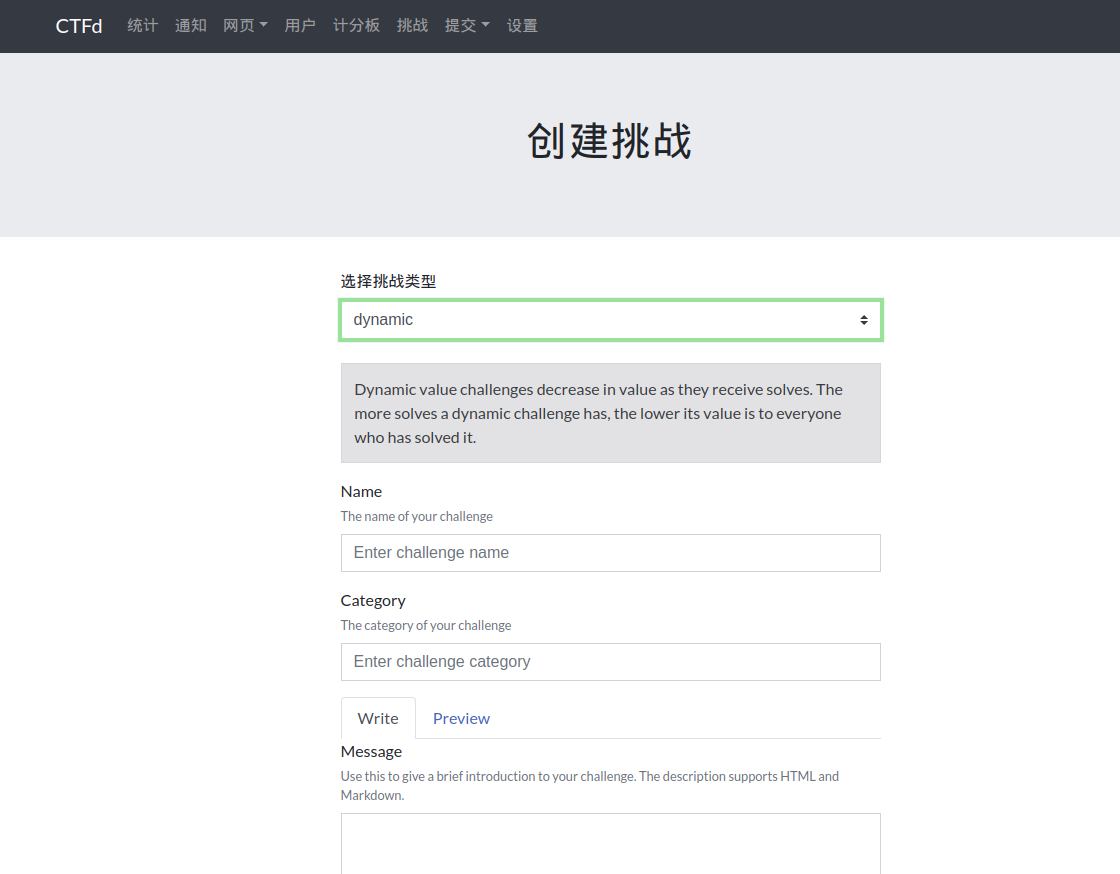 CTFd 统计 通知 网页 用户 计分板 挑战 提交 设置
创建挑战
选择挑战类型
dynamic
Dynamic value challenges decrease in value as they receive solves. The
more solves a dynamic challenge has, the lower its value is to everyone
who has solved it.
Name
The name of your challenge
Enter challenge name
Category
The category of your challenge
Enter challenge category
Write Preview
Message
Use this to give a brief introduction to your challenge. The description supports HTML and
Markdown.